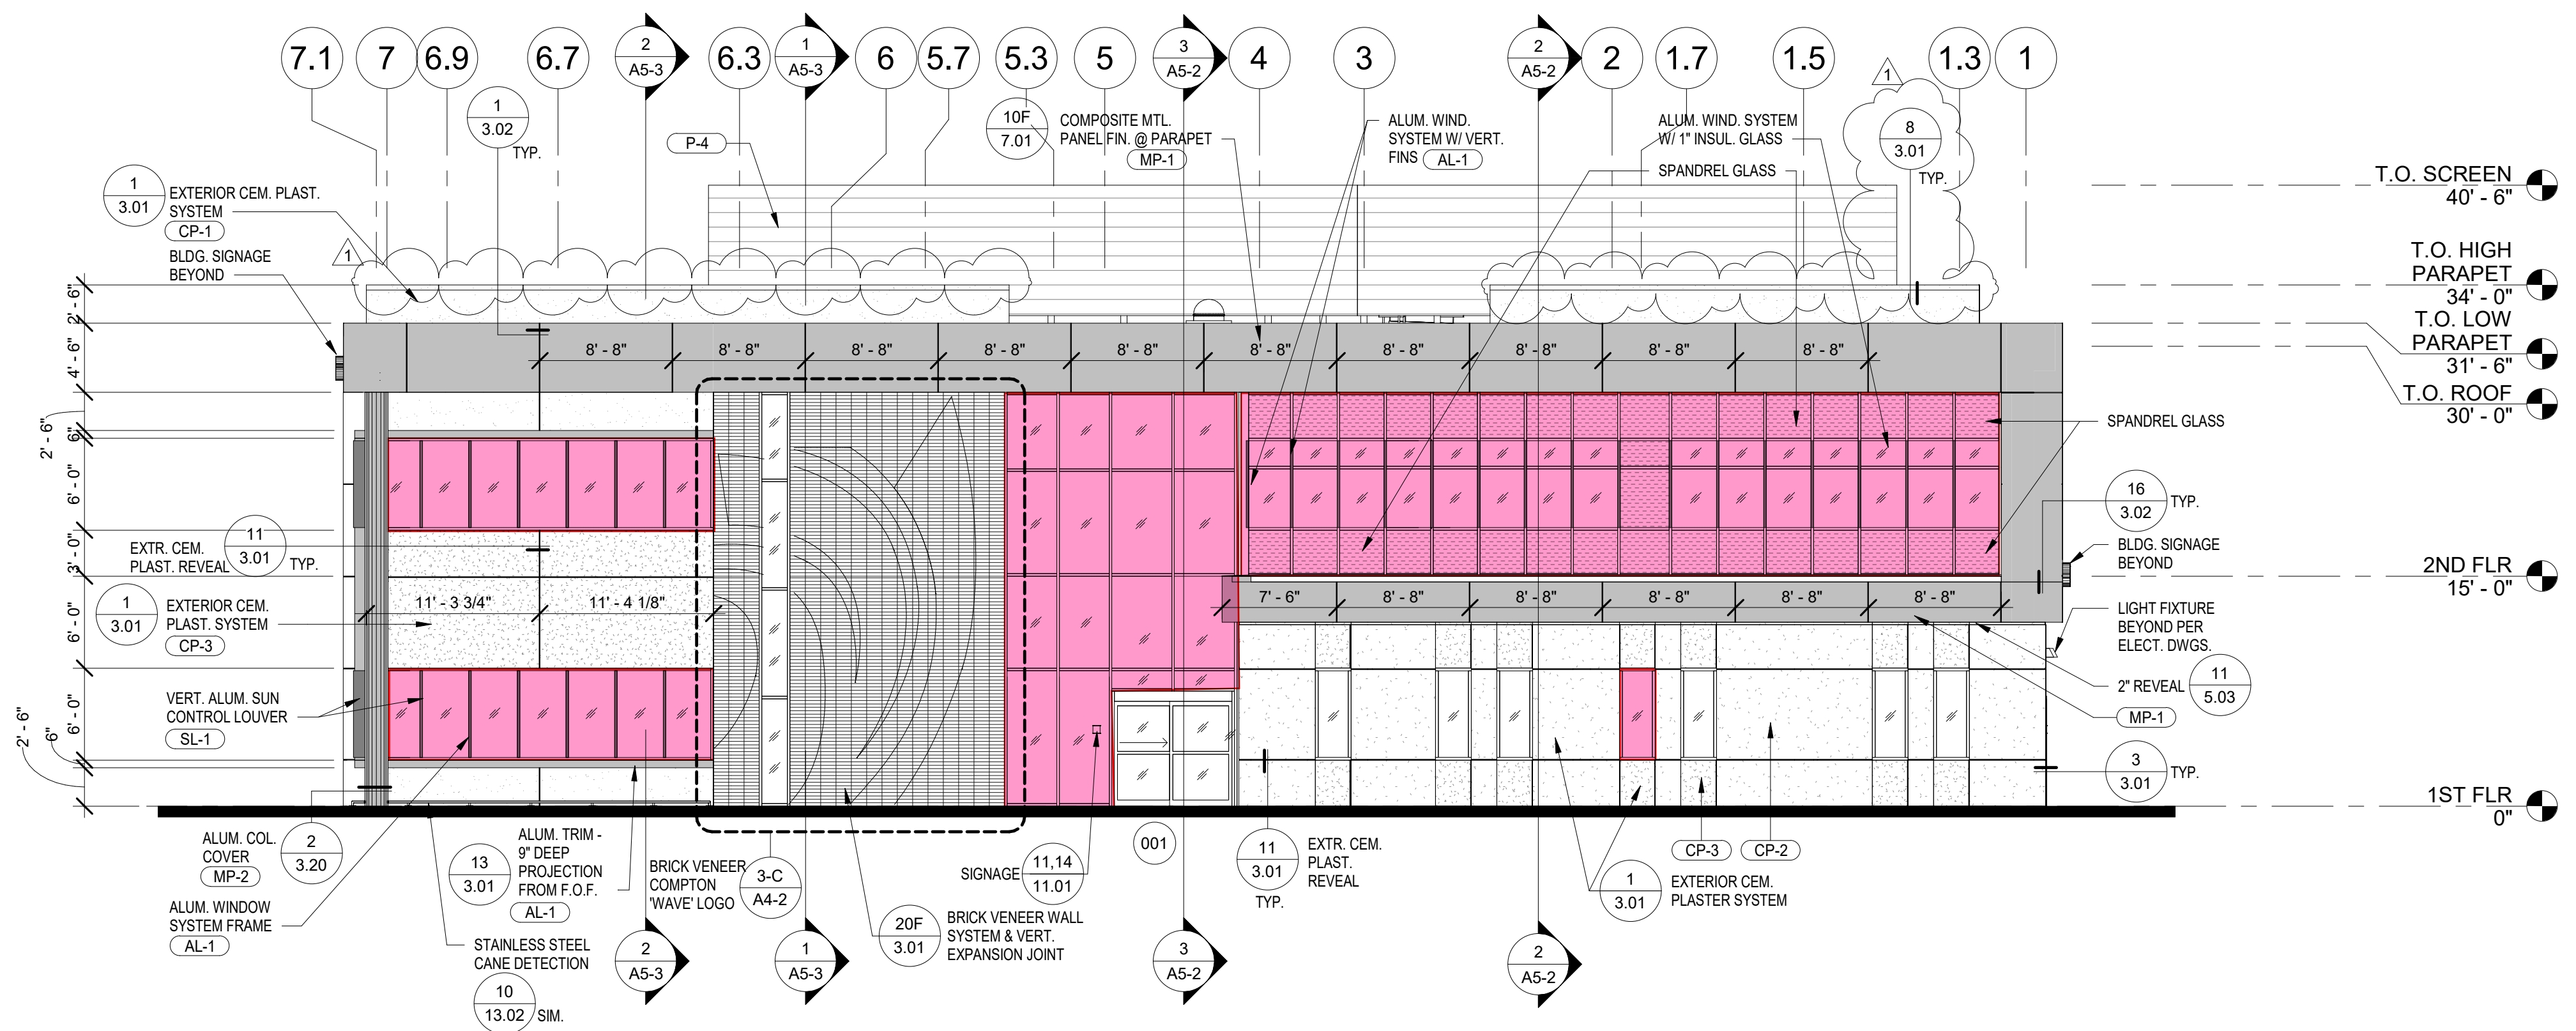 7.1
7
6.9
6.7
2
A5-3
6.3
1
A5-3
6
5.7
5.3
5
3
A5-2
4
3
2
A5-2
2
1.7
1.5
1.3
1
1
1
3.02
TYP.
P-4
10F
7.01
COMPOSITE MTL.
PANEL FIN. @ PARAPET
MP-1
ALUM. WIND.
SYSTEM W/ VERT.
FINS AL-1
ALUM. WIND. SYSTEM
W/ 1" INSUL. GLASS
SPANDREL GLASS
8
3.01
TYP.
T.O. SCREEN
40' - 6"
T.O. HIGH
PARAPET
34' - 0"
T.O. LOW
PARAPET
31' - 6"
T.O. ROOF
30' - 0"
1
3.01
EXTERIOR CEM. PLAST.
SYSTEM
CP-1
BLDG. SIGNAGE
BEYOND
1
2'- 6"
4' - 6"
2' - 6"
6"
6' - 0"
3'- 0"
6' - 0"
6' - 0"
6"
2' - 6"
8' - 8"
8' - 8"
8' - 8"
8' - 8"
8' - 8"
8' - 8"
8' - 8"
8' - 8"
8' - 8"
8' - 8"
SPANDREL GLASS
16
3.02
TYP.
BLDG. SIGNAGE
BEYOND
2ND FLR
15' - 0"
EXTR. CEM.
PLAST. REVEAL
11
3.01
TYP.
1
3.01
EXTERIOR CEM.
PLAST. SYSTEM
CP-3
11' - 3 3/4"
11' - 4 1/8"
7' - 6"
8' - 8"
8' - 8"
8' - 8"
8' - 8"
8' - 8"
LIGHT FIXTURE
BEYOND PER
ELECT. DWGS.
2" REVEAL
11
5.03
MP-1
VERT. ALUM. SUN
CONTROL LOUVER
SL-1
3
3.01
TYP.
1ST FLR
0"
ALUM. COL.
COVER
MP-2
2
3.20
13
3.01
ALUM. TRIM -
9" DEEP
PROJECTION
FROM F.O.F.
AL-1
BRICK VENEER
COMPTON
'WAVE' LOGO
3-C
A4-2
SIGNAGE
11,14
11.01
001
11
3.01
TYP.
EXTR. CEM.
PLAST.
REVEAL
CP-3
CP-2
1
3.01
EXTERIOR CEM.
PLASTER SYSTEM
ALUM. WINDOW
SYSTEM FRAME
AL-1
STAINLESS STEEL
CANE DETECTION
10
13.02
SIM.
20F
3.01
BRICK VENEER WALL
SYSTEM & VERT.
EXPANSION JOINT
2
A5-3
1
A5-3
3
A5-2
2
A5-2